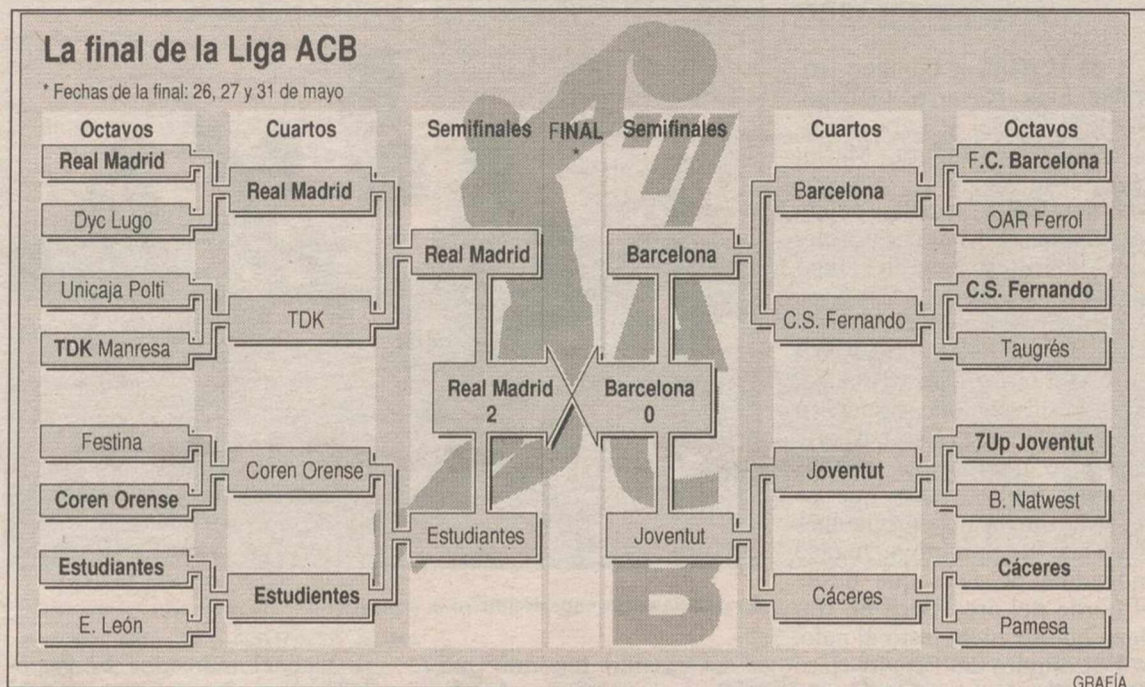 La final de la Liga ACB
* Fechas de la final: 26, 27 y 31 de mayo
Octavos
Cuartos
Semifinales
FINAL
*
Semifinales
Cuartos
Octavos
Real Madrid
Dyc Lugo
Unicaja Polti
TDK Manresa
Festina
Coren Orense
Estudiantes
E. León
Real Madrid
TDK
Coren Orense
Estudientes
Real Madrid
Estudiantes
Real Madrid
2
Barcelona
0
Barcelona
Joventut
Barcelona
C.S. Fernando
Joventut
Cáceres
F.C. Barcelona
OAR Ferrol
C.S. Fernando
Taugrés
7Up Joventut
B. Natwest
Cáceres
Pamesa
ACB
GRAFÍA